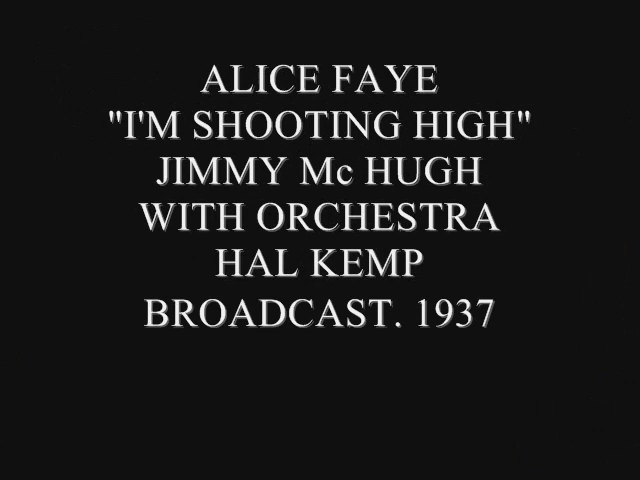 ALICE FAYE
"I'M SHOOTING HIGH"
JIMMY Mc HUGH
WITH ORCHESTRA
HAL KEMP
BROADCAST. 1937